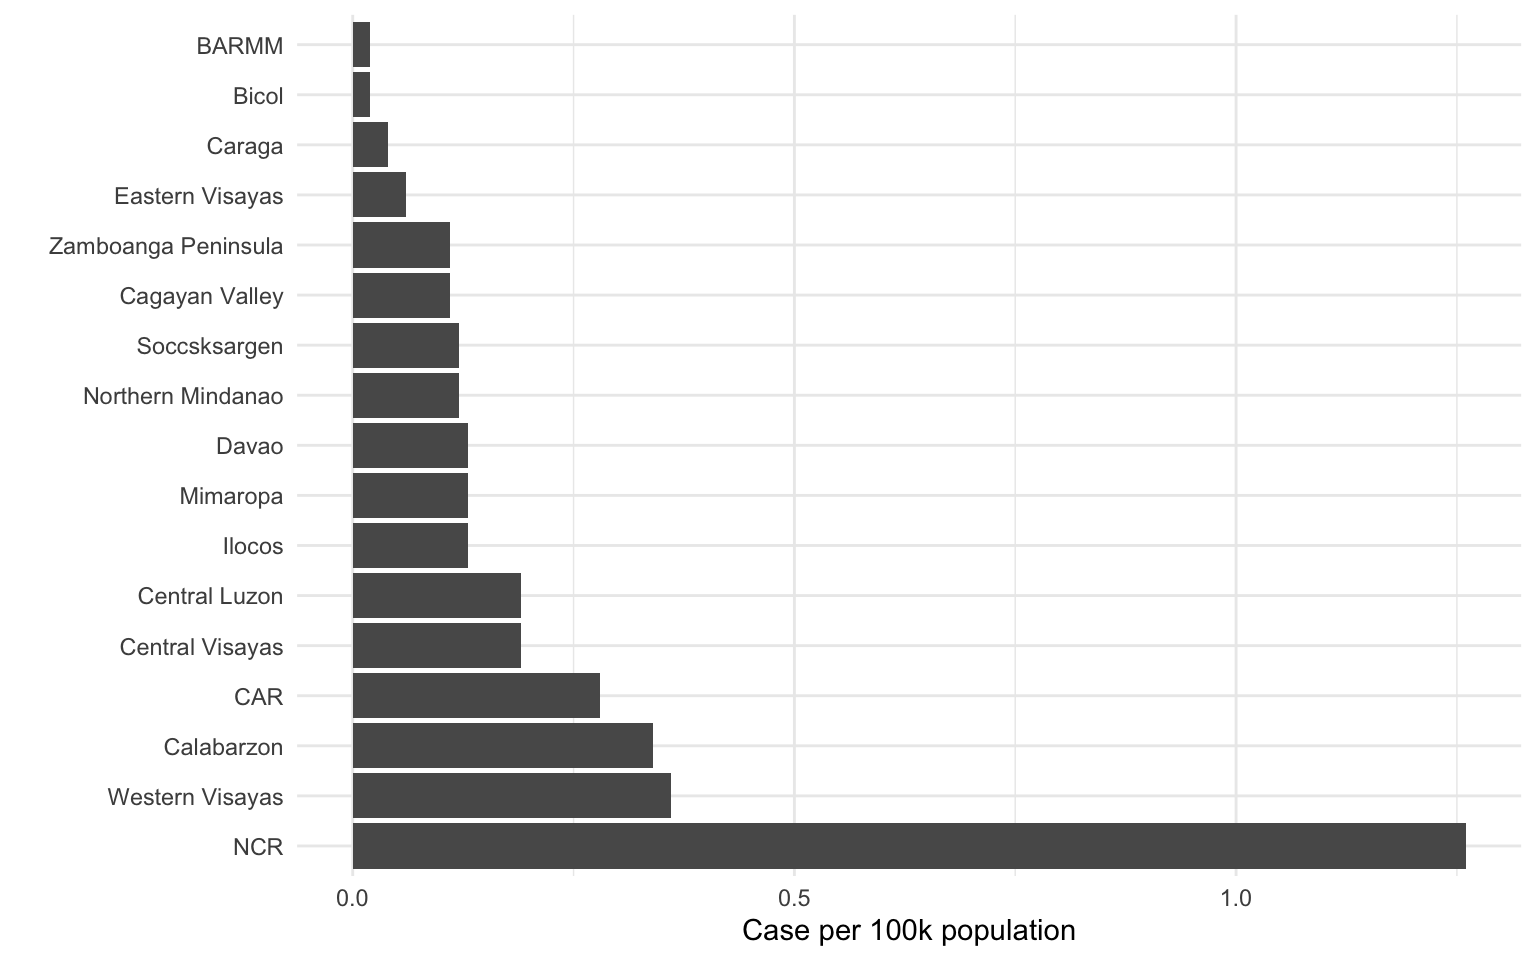 BARMM
Bicol
Caraga
Eastern Visayas
Zamboanga Peninsula
Cagayan Valley
Soccsksargen
Northern Mindanao
Davao
Mimaropa
Ilocos
Central Luzon
Central Visayas
CAR
Calabarzon
Western Visayas
NCR
0.0 0.5 1.0
Case per 100k population